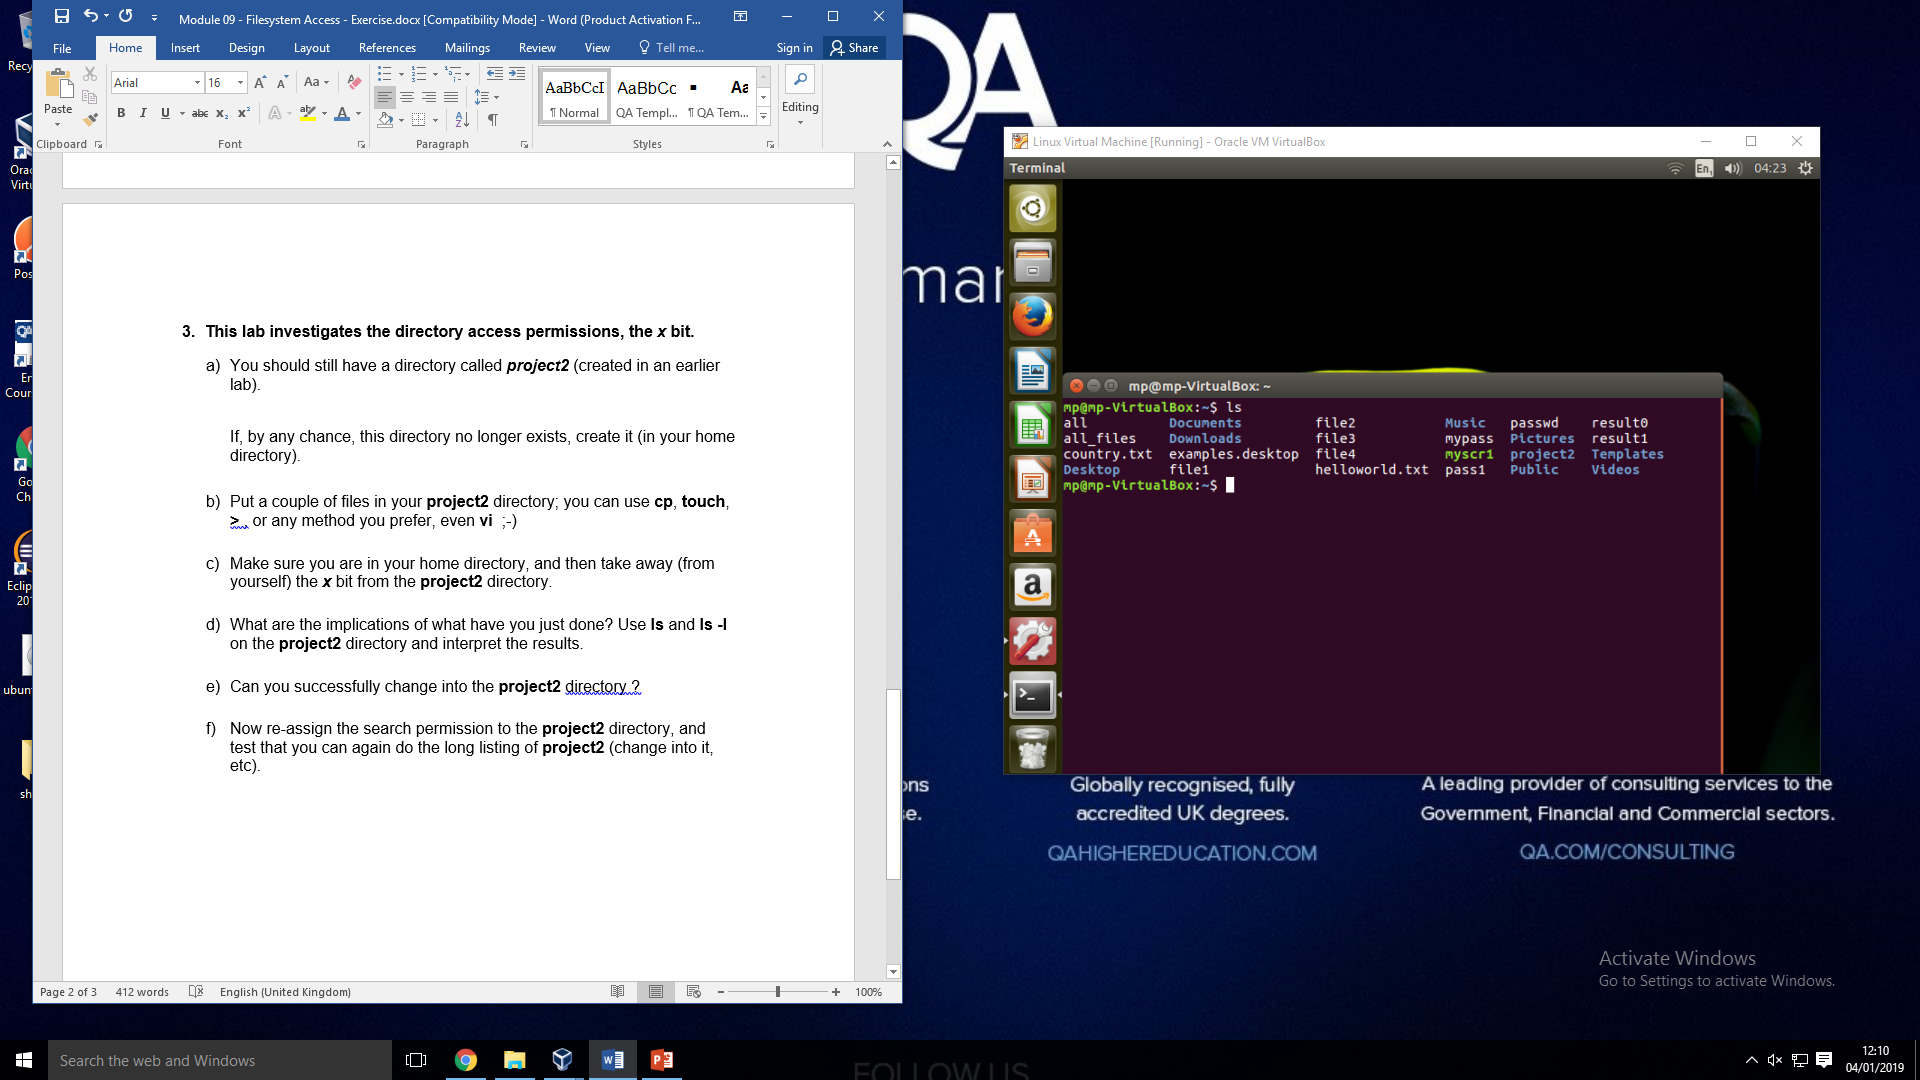 Module 09 - Filesystem Access - Exercise.docx [Compatibility Mode] - Word (Product Activation F...
File Home Insert Design Layout References Mailings Review View Tell me... Sign in Share
Paste
Arial 16
Aa
B I U abc x₂ x² A A
AaBbCcI AaBbCc Aa
¶ Normal QA Templ... ¶ QA Tem...
Editing
Clipboard Font Paragraph Styles
3. This lab investigates the directory access permissions, the x bit.
a) You should still have a directory called project2 (created in an earlier
lab).
If, by any chance, this directory no longer exists, create it (in your home
directory).
b) Put a couple of files in your project2 directory; you can use cp, touch,
> , or any method you prefer, even vi ;-)
c) Make sure you are in your home directory, and then take away (from
yourself) the x bit from the project2 directory.
d) What are the implications of what have you just done? Use ls and ls -l
on the project2 directory and interpret the results.
e) Can you successfully change into the project2 directory ?
f) Now re-assign the search permission to the project2 directory, and
test that you can again do the long listing of project2 (change into it,
etc).
Page 2 of 3 412 words English (United Kingdom) 100%
QA
Linux Virtual Machine [Running] - Oracle VM VirtualBox
Terminal En 04:23
mp@mp-VirtualBox: ~
mp@mp-VirtualBox:~$ ls
all Documents file2 Music passwd result0
all_files Downloads file3 mypass Pictures result1
country.txt examples.desktop file4 myscr1 project2 Templates
Desktop file1 helloworld.txt pass1 Public Videos
mp@mp-VirtualBox:~$
Globally recognised, fully
accredited UK degrees.
QAHIGHEREDUCATION.COM
A leading provider of consulting services to the
Government, Financial and Commercial sectors.
QA.COM/CONSULTING
Activate Windows
Go to Settings to activate Windows.
FOLLOW US
Search the web and Windows
12:10
04/01/2019